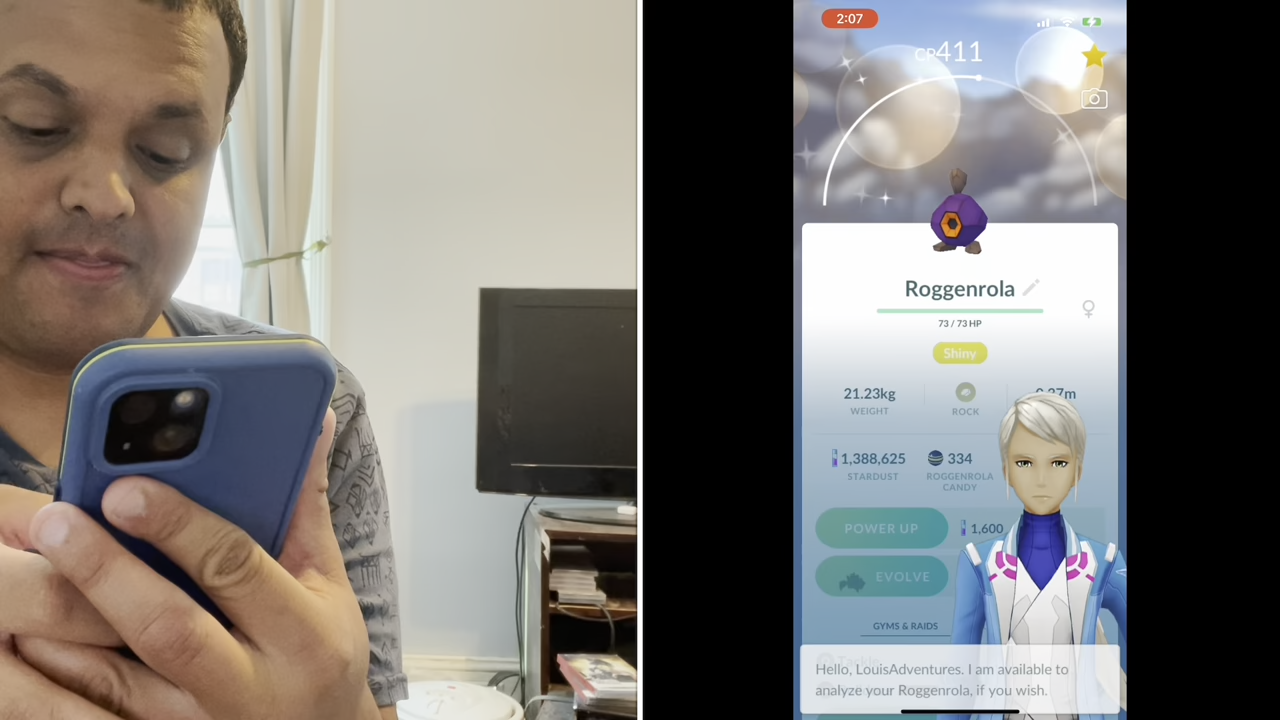 2:07
CP411
Roggenrola
73 / 73 HP
Shiny
21.23kg
WEIGHT
ROCK
1,388,625
STARDUST
334
ROGGENROLA
CANDY
POWER UP
1,600
EVOLVE
GYMS & RAIDS
Hello, LouisAdventures. I am available to
analyze your Roggenrola, if you wish.